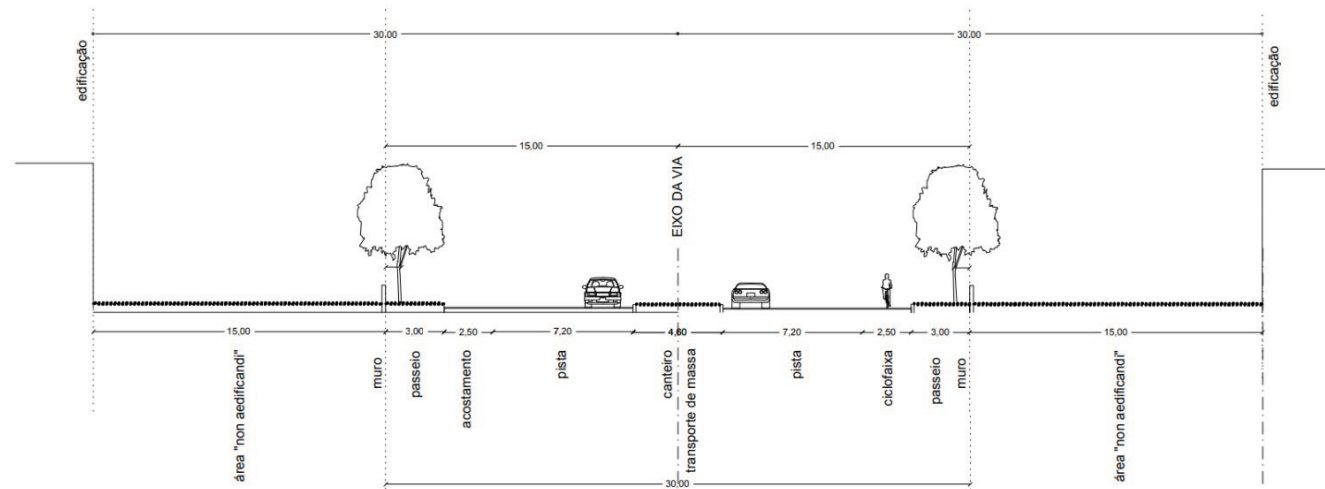 30,00
30,00
edificação
edificação
15,00
15,00
EIXO DA VIA
15,00
3,00
2,50
7,20
4,60
7,20
2,50
3,00
15,00
área "non aedificandi"
muro
passeio
acostamento
pista
canteiro
transporte de massa
pista
ciclofaixa
passeio
muro
área "non aedificandi"
30,00